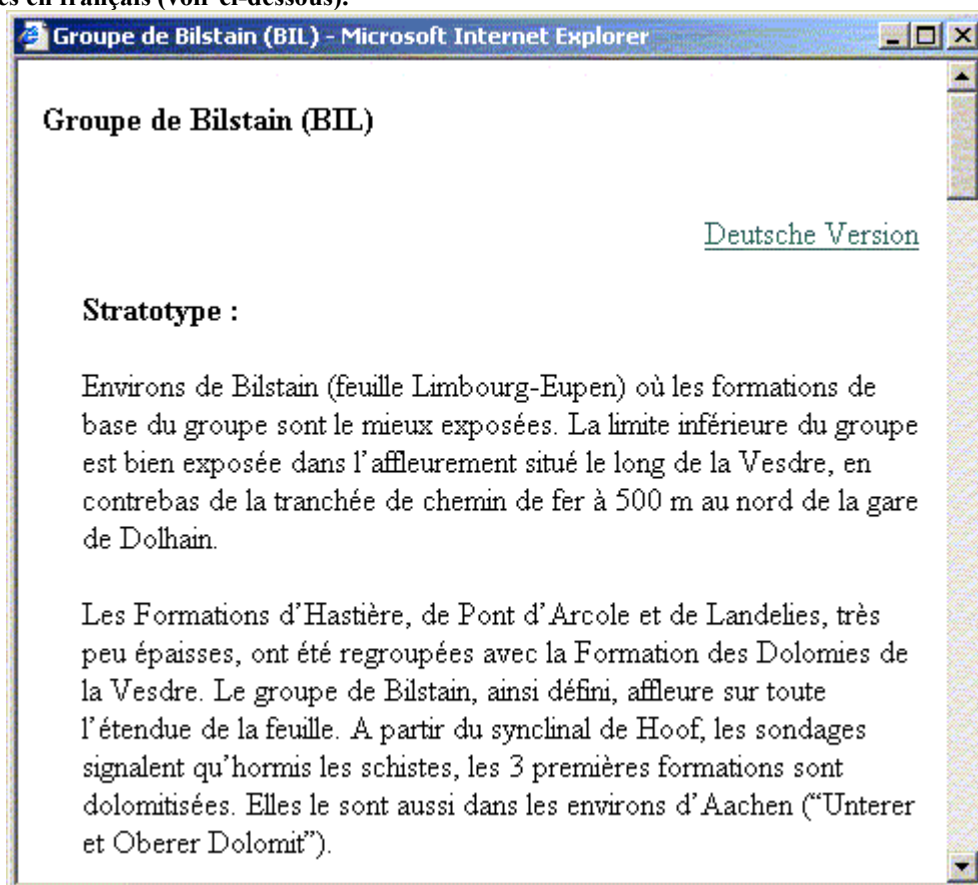 es en français (voir ci-dessous).
Groupe de Bilstain (BIL) - Microsoft Internet Explorer
Groupe de Bilstain (BIL)
Deutsche Version
Stratotype :
Environs de Bilstain (feuille Limbourg-Eupen) où les formations de
base du groupe sont le mieux exposées. La limite inférieure du groupe
est bien exposée dans l’affleurement situé le long de la Vesdre, en
contrebas de la tranchée de chemin de fer à 500 m au nord de la gare
de Dolhain.
Les Formations d’Hastière, de Pont d’Arcole et de Landelies, très
peu épaisses, ont été regroupées avec la Formation des Dolomies de
la Vesdre. Le groupe de Bilstain, ainsi défini, affleure sur toute
l’étendue de la feuille. A partir du synclinal de Hoof, les sondages
signalent qu’hormis les schistes, les 3 premières formations sont
dolomitisées. Elles le sont aussi dans les environs d’Aachen (“Unterer
et Oberer Dolomit”).